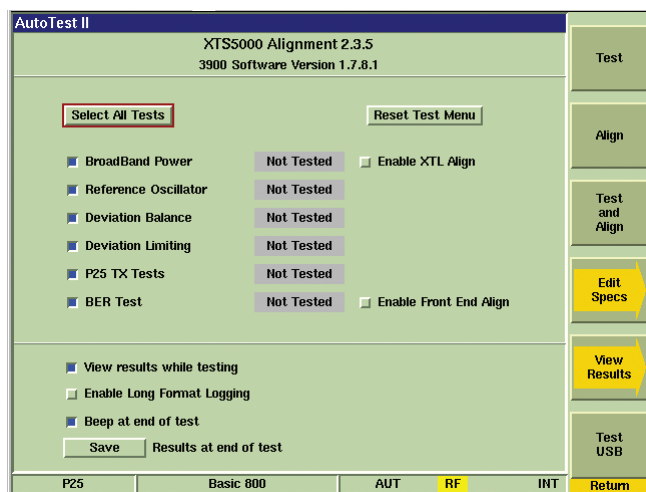 AutoTest II
XTS5000 Alignment 2.3.5
3900 Software Version 1.7.8.1
Select All Tests
Reset Test Menu
BroadBand Power Not Tested Enable XTL Align
Reference Oscillator Not Tested
Deviation Balance Not Tested
Deviation Limiting Not Tested
P25 TX Tests Not Tested
BER Test Not Tested Enable Front End Align
View results while testing
Enable Long Format Logging
Beep at end of test
Save Results at end of test
P25 Basic 800 AUT RF INT
Test
Align
Test
and
Align
Edit
Specs
View
Results
Test
USB
Return